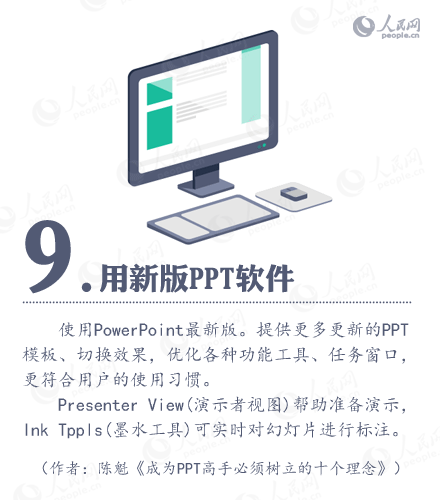 人民网
people.cn
9.用新版PPT软件
使用PowerPoint最新版。提供更多更新的PPT
模板、切换效果，优化各种功能工具、任务窗口，
更符合用户的使用习惯。
Presenter View(演示者视图)帮助准备演示，
Ink Tppls(墨水工具)可实时对幻灯片进行标注。
（作者：陈魁《成为PPT高手必须树立的十个理念》）